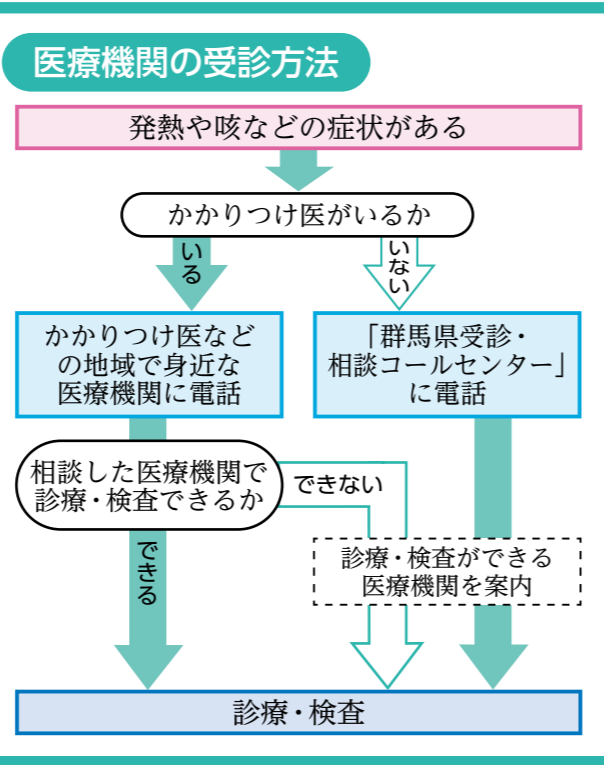 医療機関の受診方法
発熱や咳などの症状がある
かかりつけ医がいるか
いる
いない
かかりつけ医など
の地域で身近な
医療機関に電話
「群馬県受診・
相談コールセンター」
に電話
相談した医療機関で
診療・検査できるか
できない
できる
診療・検査ができる
医療機関を案内
診療・検査